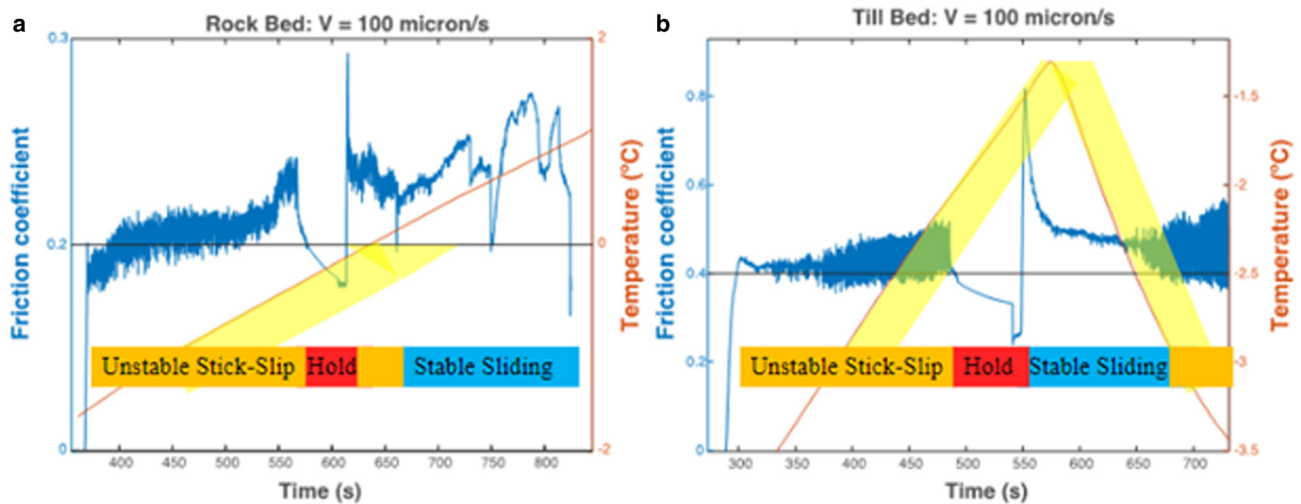 a
Rock Bed: V = 100 micron/s
Friction coefficient
0.3
0.2
0
2
0
-2
Temperature (ºC)
Unstable Stick-Slip
Hold
Stable Sliding
400 450 500 550 600 650 700 750 800
Time (s)
b
Till Bed: V = 100 micron/s
Friction coefficient
0.8
0.6
0.4
0.2
0
-1.5
-2
-2.5
-3
-3.5
Temperature (ºC)
Unstable Stick-Slip
Hold
Stable Sliding
300 350 400 450 500 550 600 650 700
Time (s)